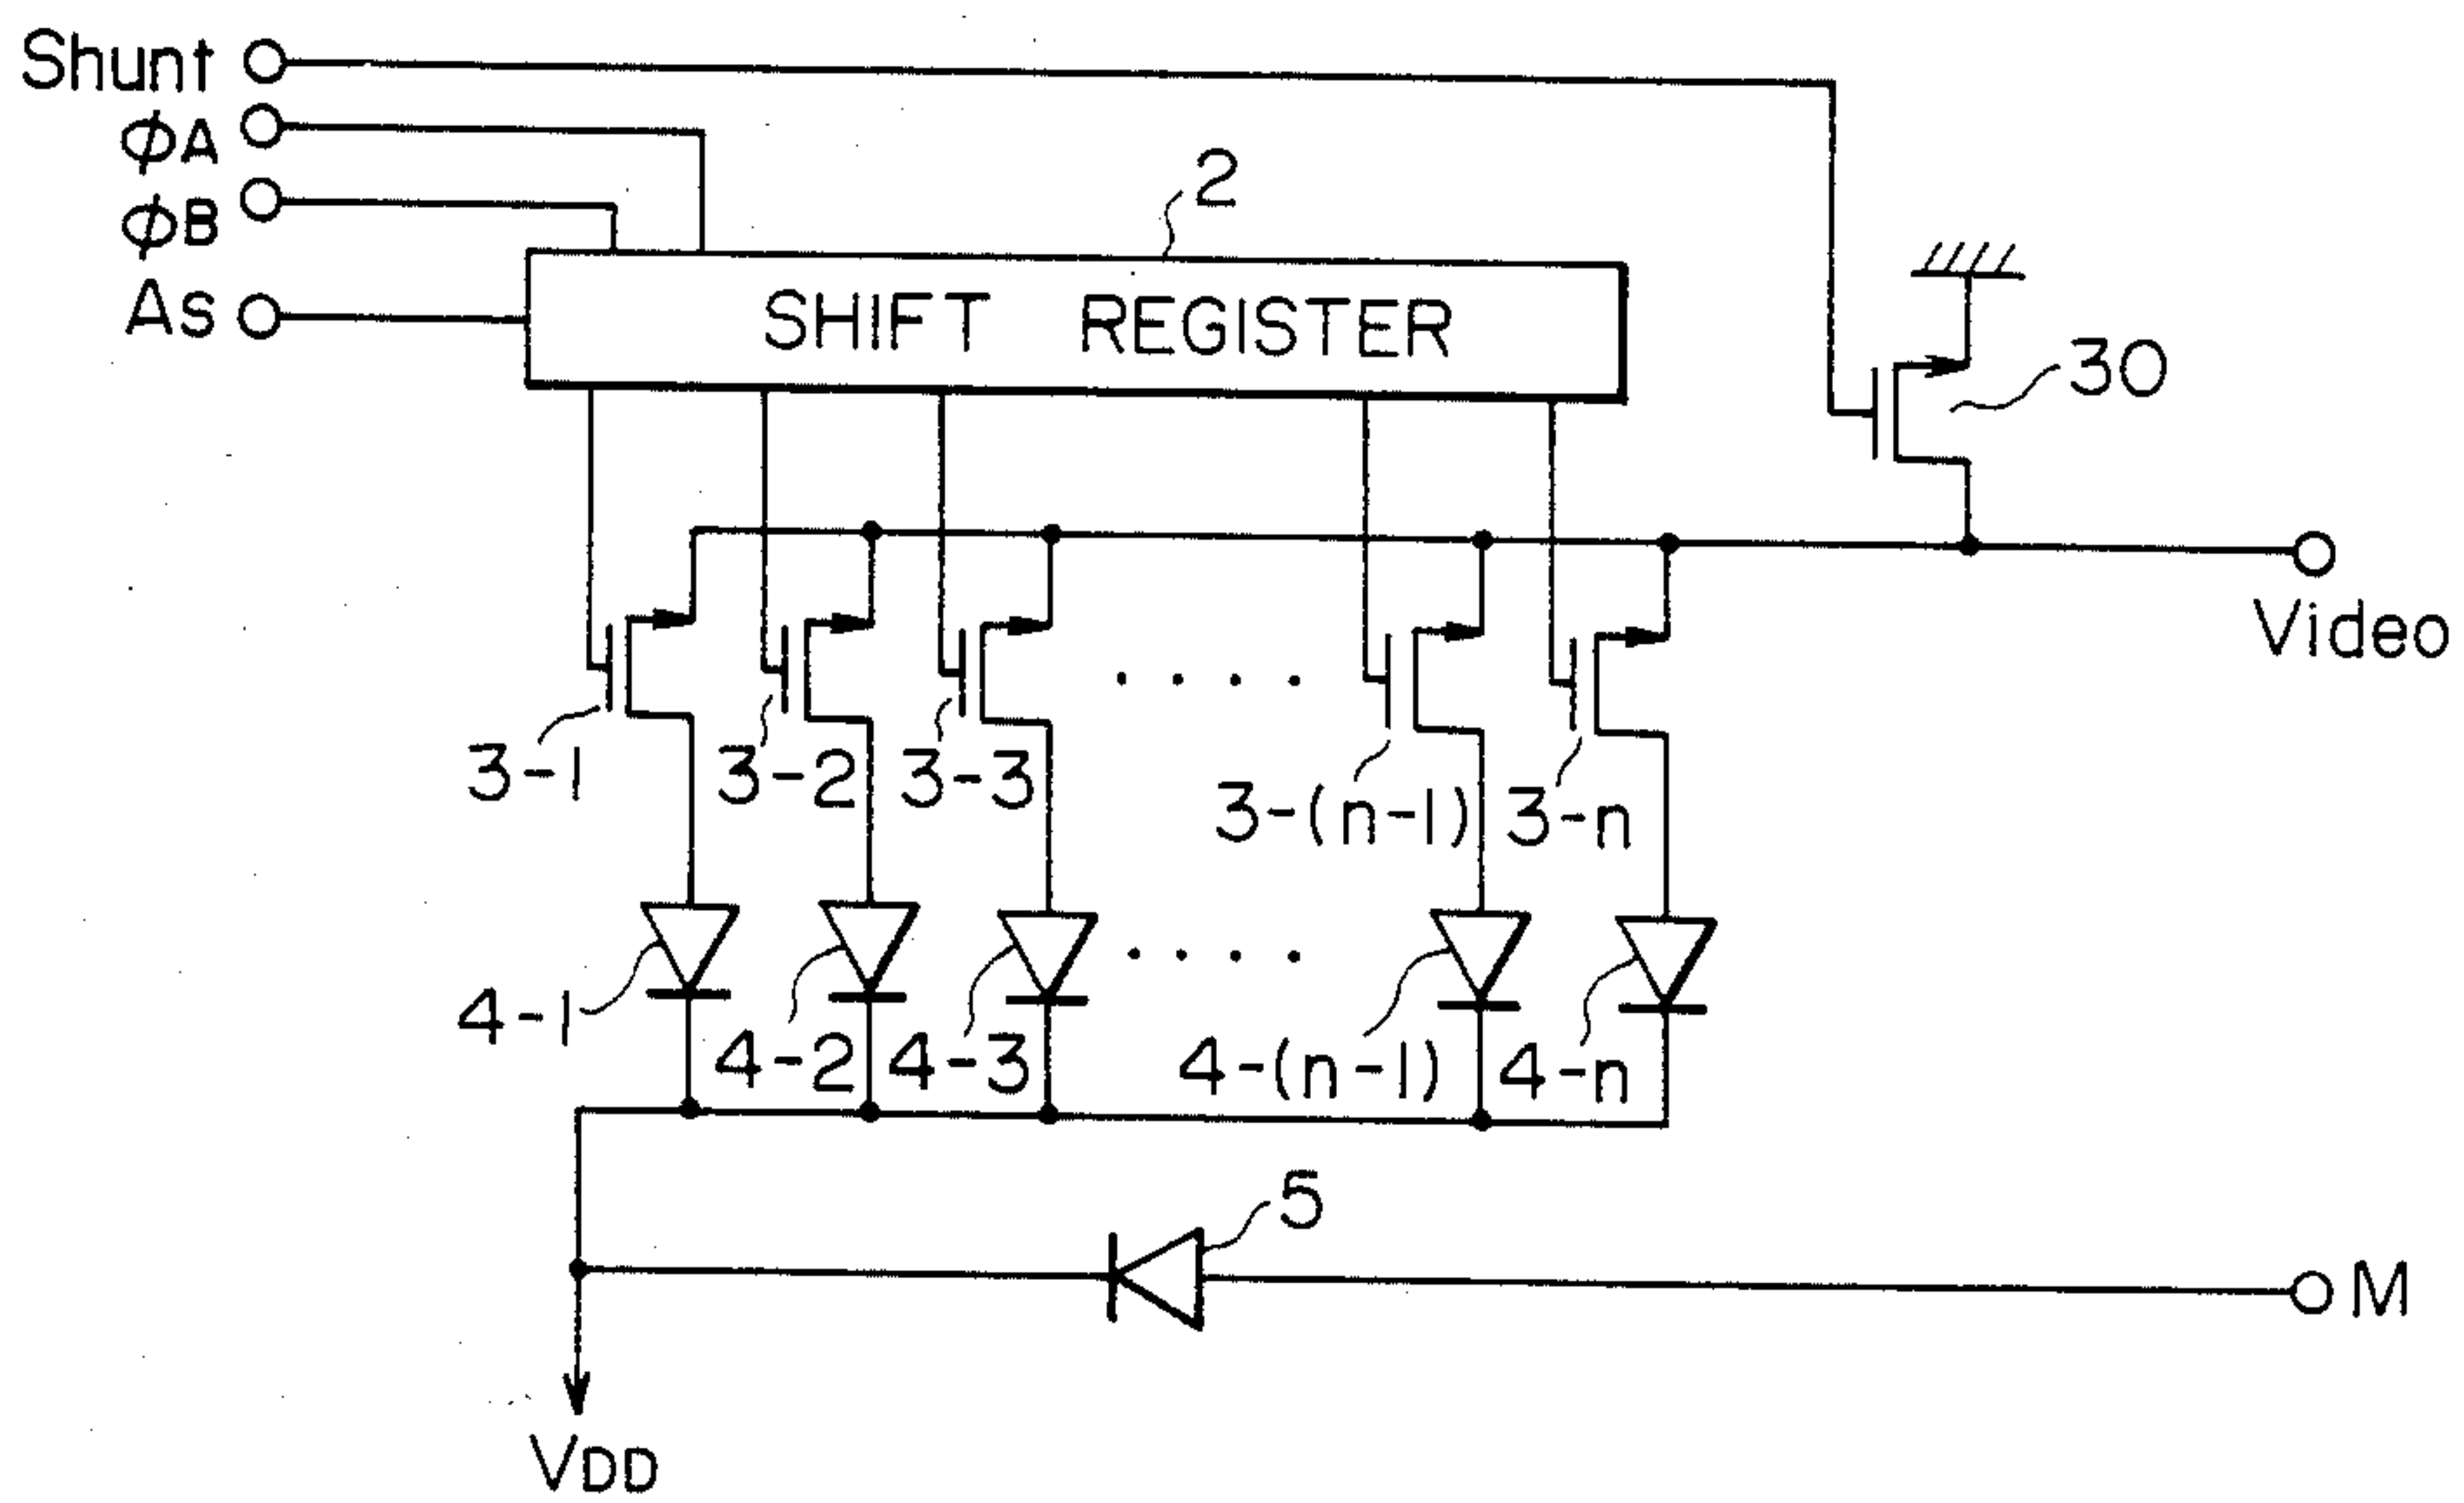 Shunt
ϕA
ϕB
As
2
SHIFT REGISTER
30
Video
3-1
3-2
3-3
3-(n-1)
3-n
4-1
4-2
4-3
4-(n-1)
4-n
5
M
VDD